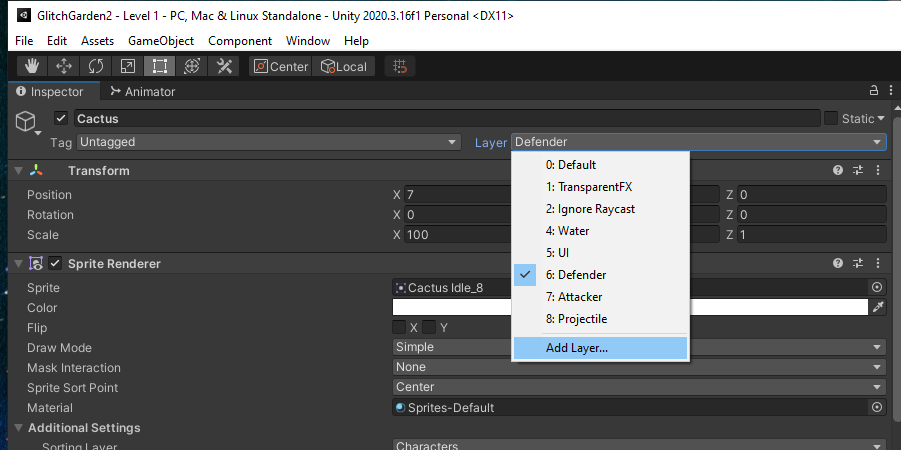 GlitchGarden2 - Level 1 - PC, Mac & Linux Standalone - Unity 2020.3.16f1 Personal <DX11>
File Edit Assets GameObject Component Window Help
Center Local
Inspector Animator
Cactus Static
Tag Untagged Layer Defender
0: Default
Transform
1: TransparentFX
Position X 7 Z 0
2: Ignore Raycast
Rotation X 0 Z 0
4: Water
Scale X 100 Z 1
5: UI
Sprite Renderer
6: Defender
Sprite Cactus Idle_8
7: Attacker
Color
8: Projectile
Flip X Y
Draw Mode Simple
Add Layer...
Mask Interaction None
Sprite Sort Point Center
Material Sprites-Default
Additional Settings
Sorting Layer Characters